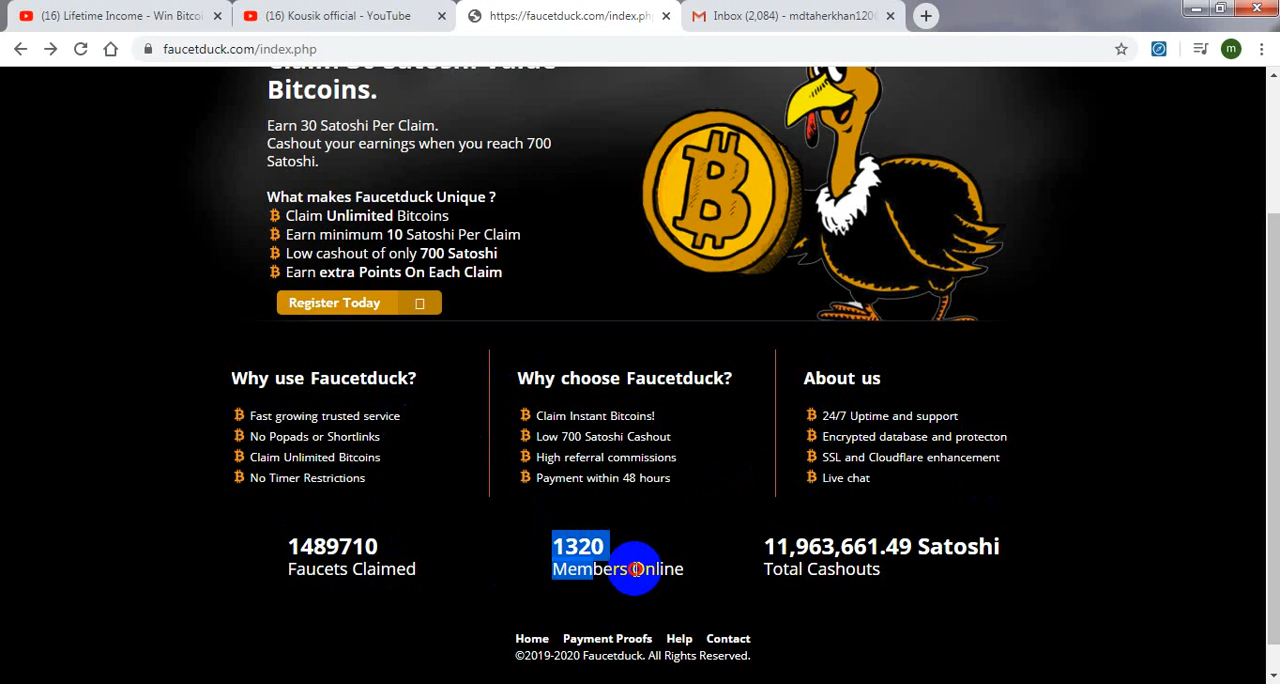 (16) Lifetime Income - Win Bitcoi
(16) Kousik official - YouTube
https://faucetduck.com/index.ph
Inbox (2,084) - mdtaherkhan120
faucetduck.com/index.php
m
Bitcoins.
Earn 30 Satoshi Per Claim.
Cashout your earnings when you reach 700
Satoshi.
What makes Faucetduck Unique ?
Claim Unlimited Bitcoins
Earn minimum 10 Satoshi Per Claim
Low cashout of only 700 Satoshi
Earn extra Points On Each Claim
Register Today
Why use Faucetduck?
Fast growing trusted service
No Popads or Shortlinks
Claim Unlimited Bitcoins
No Timer Restrictions
Why choose Faucetduck?
Claim Instant Bitcoins!
Low 700 Satoshi Cashout
High referral commissions
Payment within 48 hours
About us
24/7 Uptime and support
Encrypted database and protecton
SSL and Cloudflare enhancement
Live chat
1489710
Faucets Claimed
1320
Members Online
11,963,661.49 Satoshi
Total Cashouts
Home Payment Proofs Help Contact
©2019-2020 Faucetduck. All Rights Reserved.